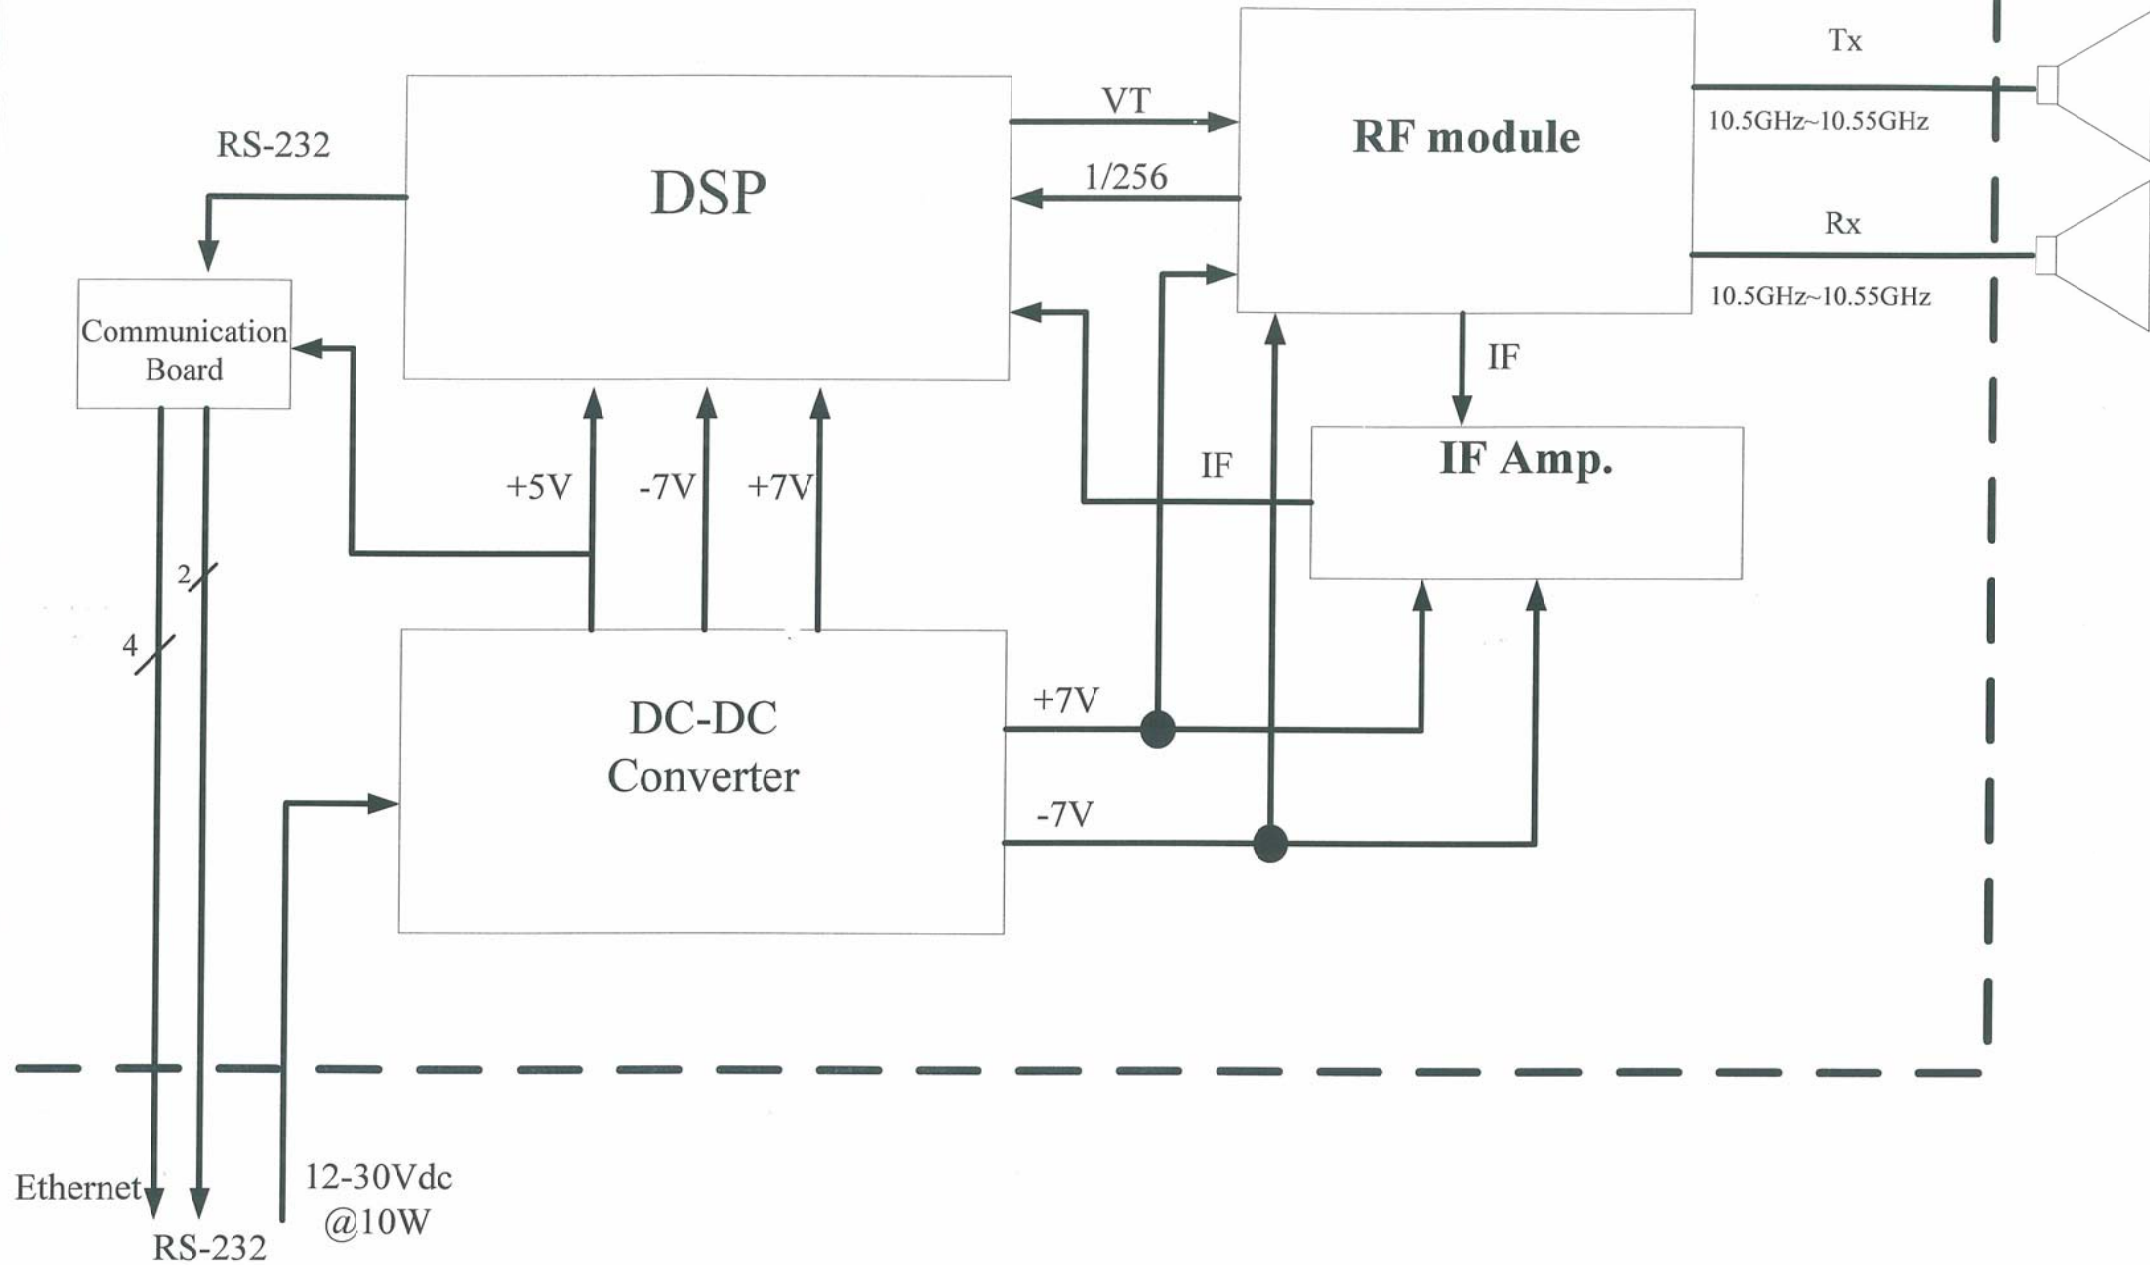 Tx
VT
RF module
10.5GHz~10.55GHz
RS-232
DSP
1/256
Rx
10.5GHz~10.55GHz
Communication
Board
IF
IF
IF Amp.
+5V
-7V
+7V
2
4
+7V
DC-DC
Converter
-7V
Ethernet
12-30Vdc
@10W
RS-232